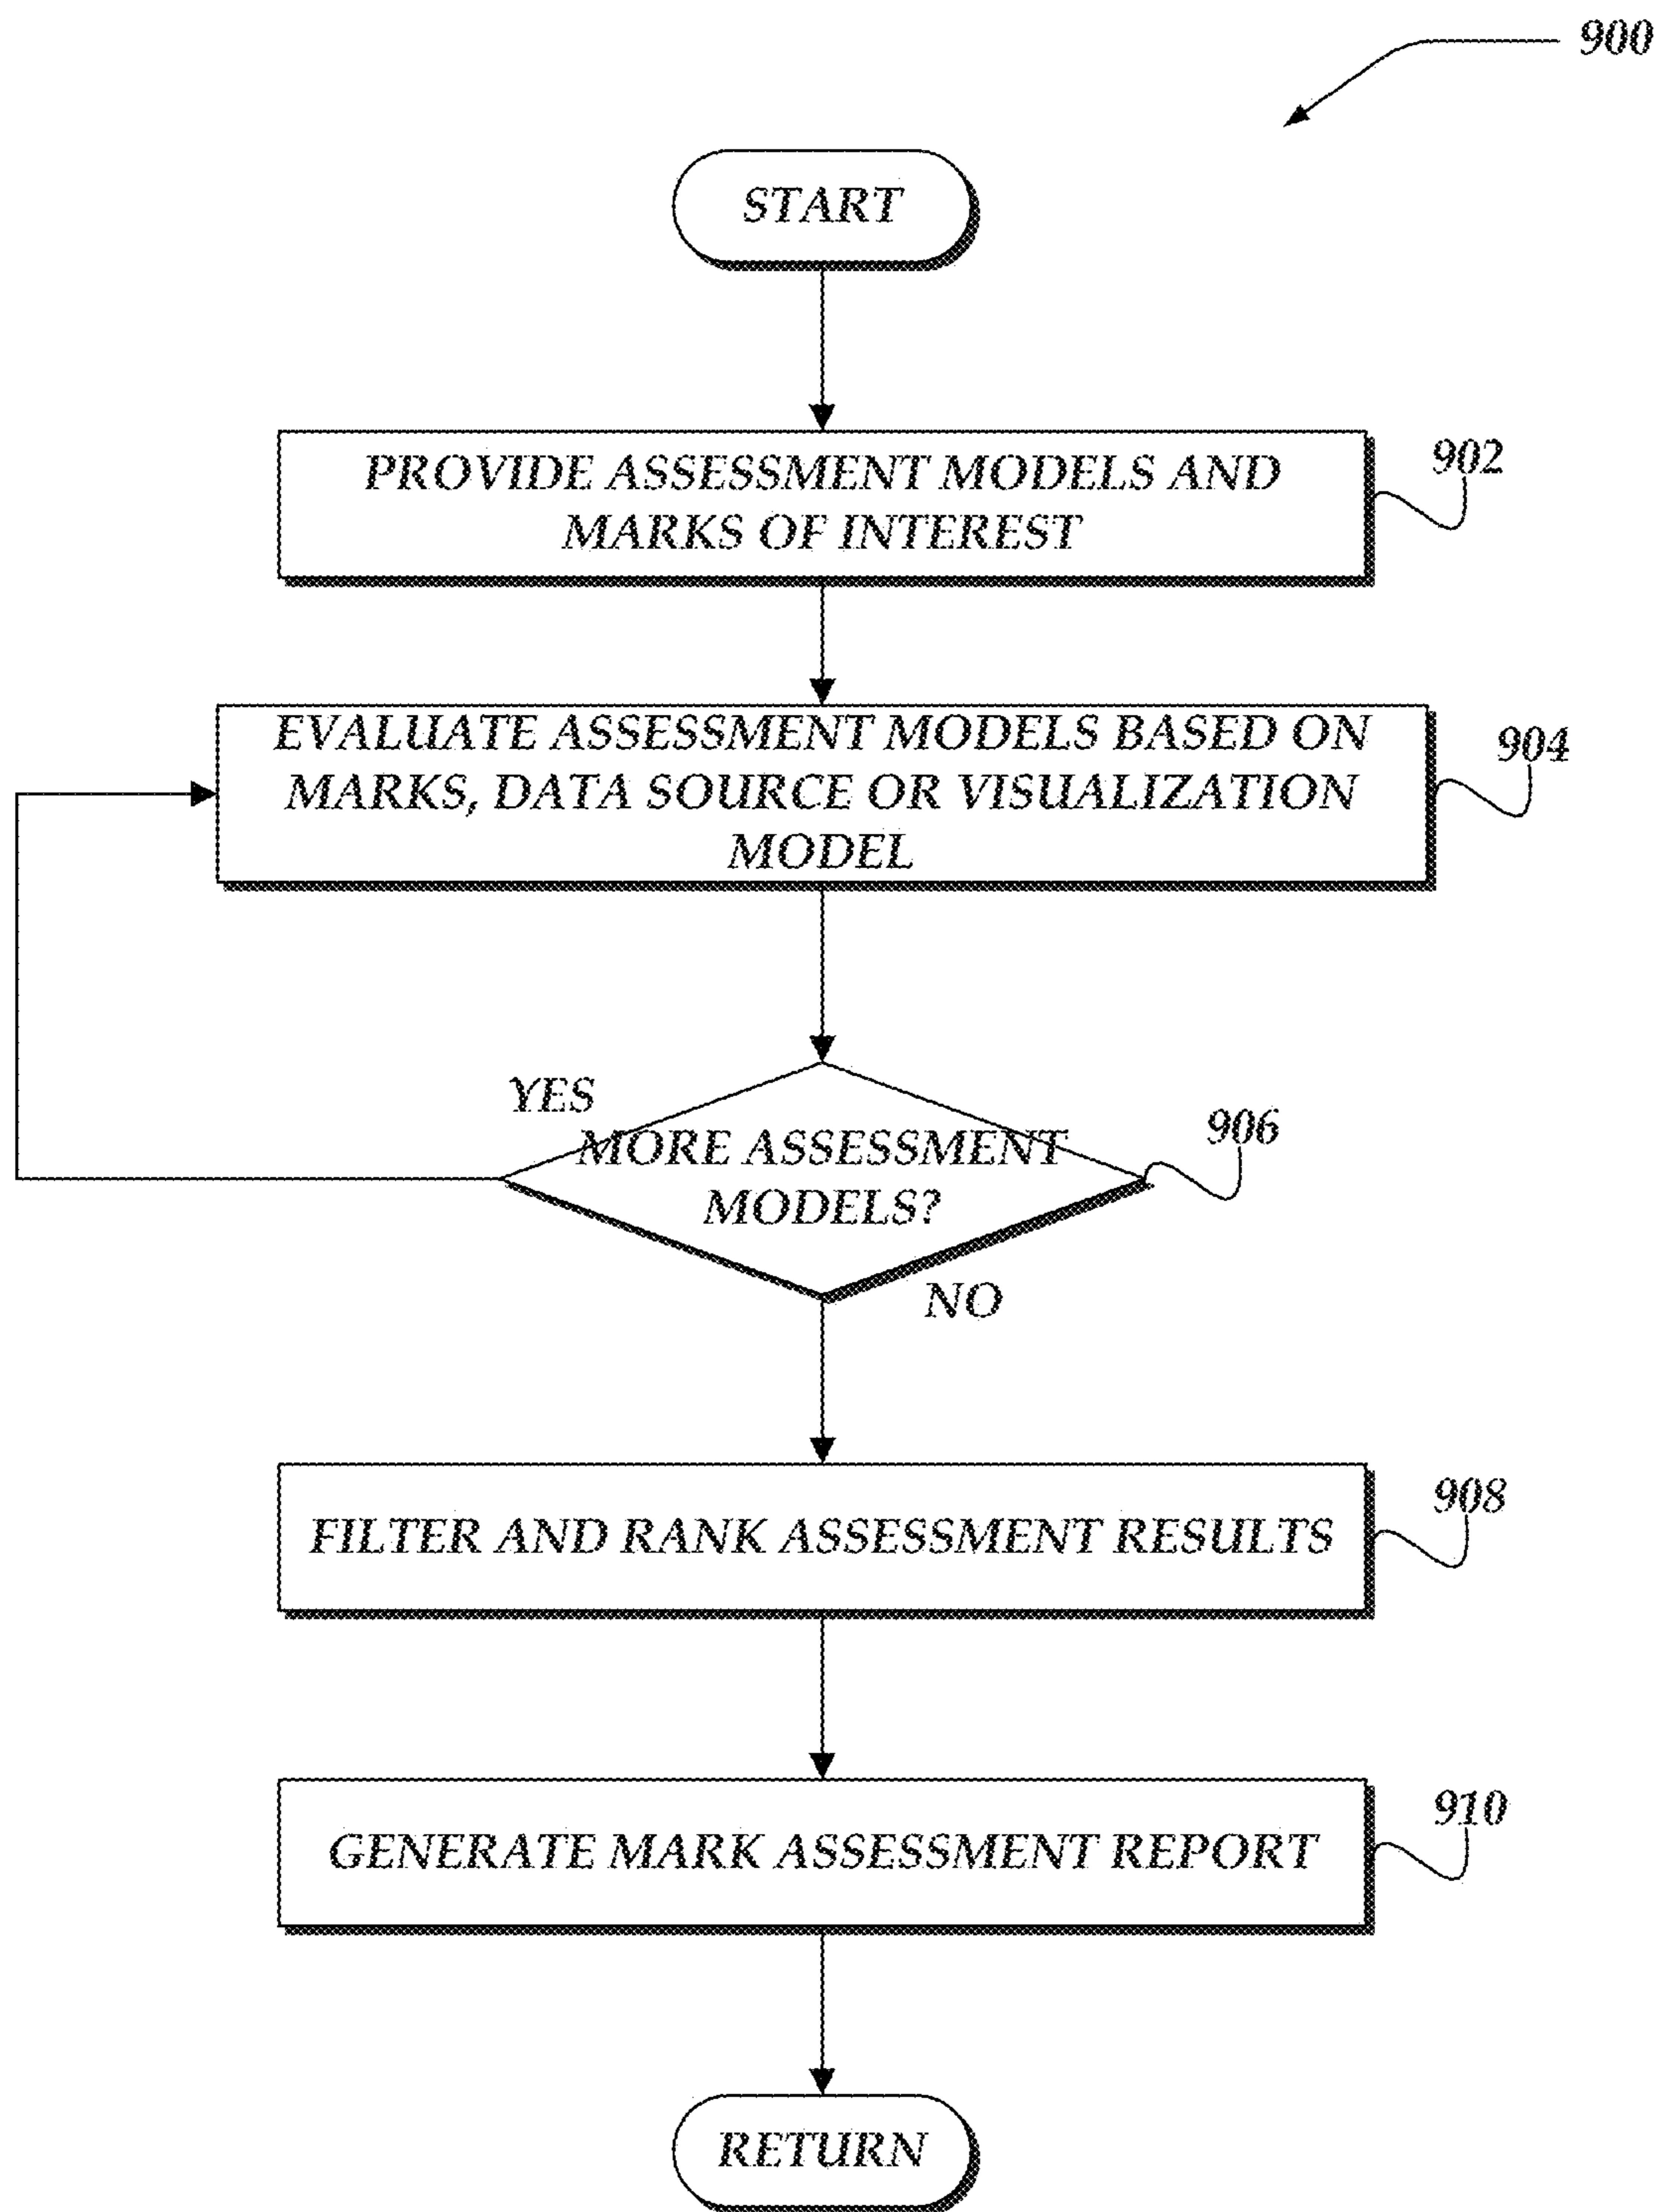 900
START
PROVIDE ASSESSMENT MODELS AND
MARKS OF INTEREST
902
EVALUATE ASSESSMENT MODELS BASED ON
MARKS, DATA SOURCE OR VISUALIZATION
MODEL
904
YES
MORE ASSESSMENT
MODELS?
906
NO
FILTER AND RANK ASSESSMENT RESULTS
908
GENERATE MARK ASSESSMENT REPORT
910
RETURN